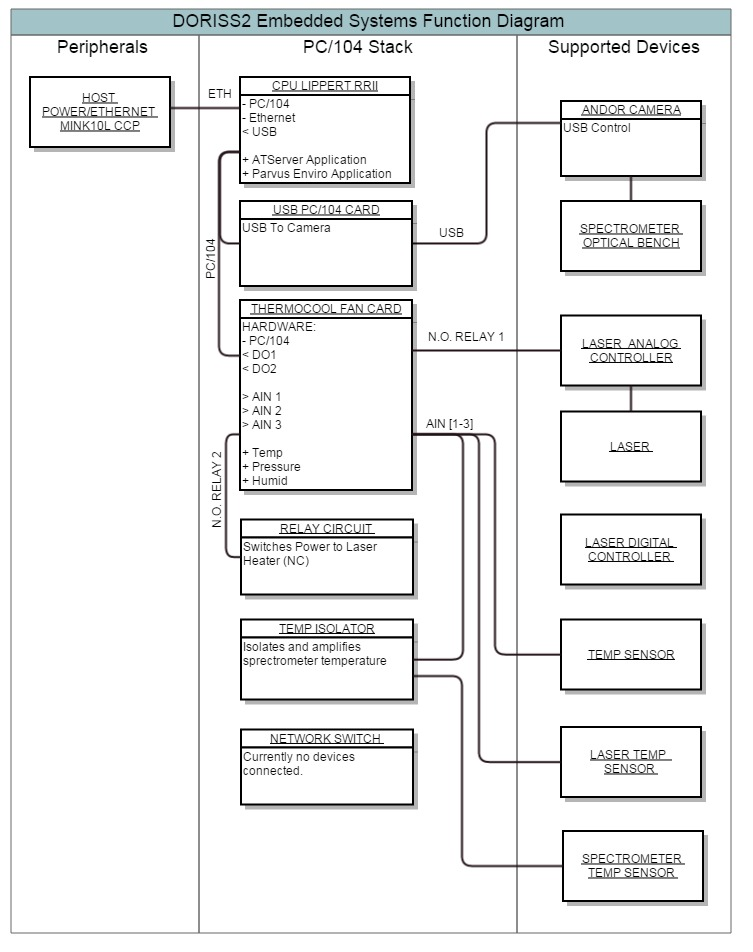 DORISS2 Embedded Systems Function Diagram
Peripherals
PC/104 Stack
Supported Devices
HOST
POWER/ETHERNET
MINK10L CCP
ETH
CPU LIPPERT RRII
- PC/104
- Ethernet
< USB
+ ATServer Application
+ Parvus Enviro Application
PC/104
USB PC/104 CARD
USB To Camera
USB
THERMOCOOL FAN CARD
HARDWARE:
- PC/104
< DO1
< DO2
> AIN 1
> AIN 2
> AIN 3
+ Temp
+ Pressure
+ Humid
N.O. RELAY 1
AIN [1-3]
N.O. RELAY 2
RELAY CIRCUIT
Switches Power to Laser
Heater (NC)
TEMP ISOLATOR
Isolates and amplifies
sprectrometer temperature
NETWORK SWITCH
Currently no devices
connected.
ANDOR CAMERA
USB Control
SPECTROMETER
OPTICAL BENCH
LASER ANALOG
CONTROLLER
LASER
LASER DIGITAL
CONTROLLER
TEMP SENSOR
LASER TEMP
SENSOR
SPECTROMETER
TEMP SENSOR